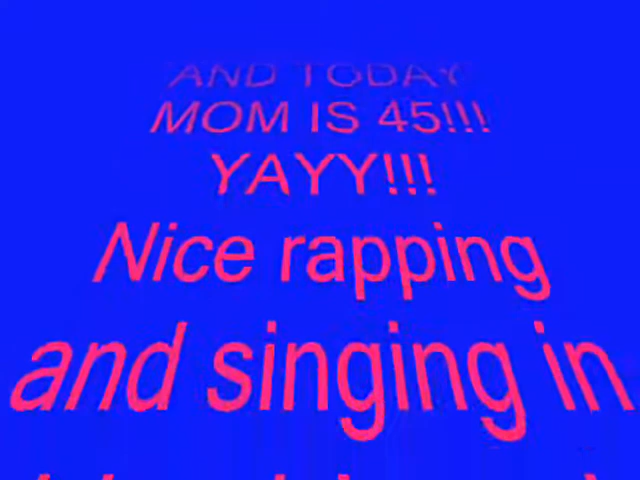 AND TODAY
MOM IS 45!!!
YAYY!!!
Nice rapping
and singing in